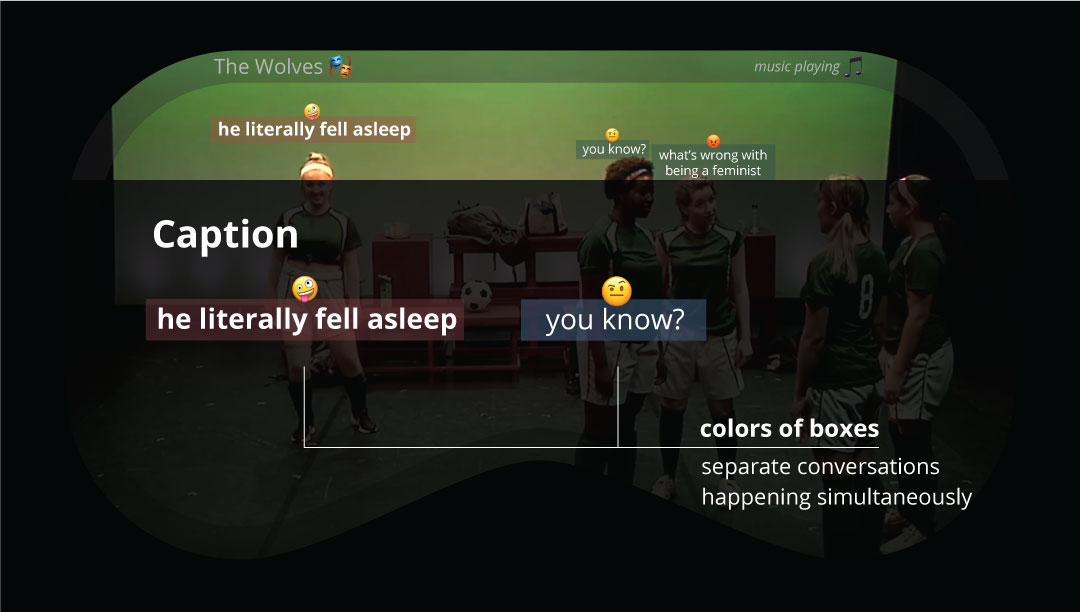 The Wolves
music playing
he literally fell asleep
you know?
what's wrong with
being a feminist
Caption
he literally fell asleep
you know?
8
colors of boxes
separate conversations
happening simultaneously